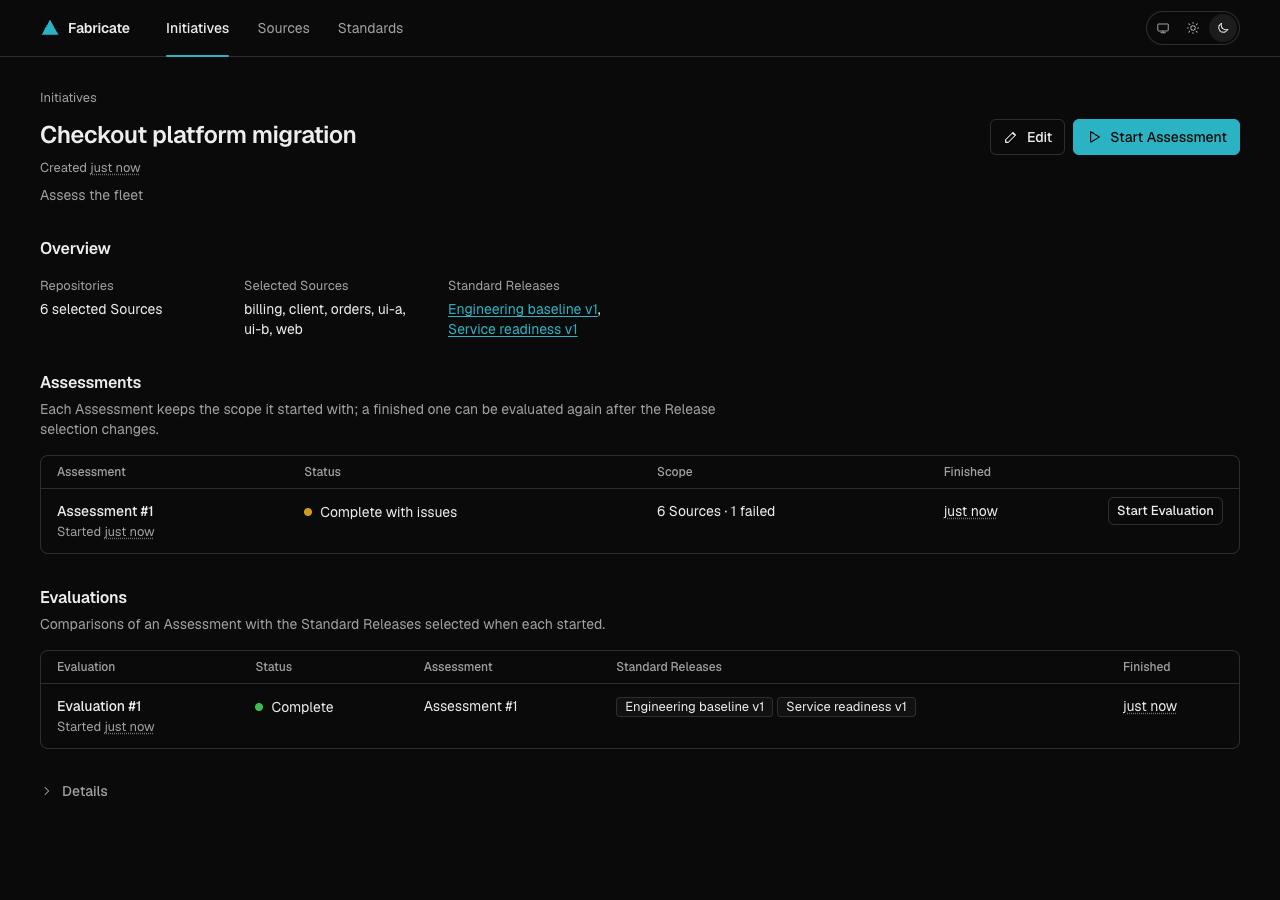 Fabricate
Initiatives
Sources
Standards
Initiatives
Checkout platform migration
Edit
Start Assessment
Created just now
Assess the fleet
Overview
Repositories
6 selected Sources
Selected Sources
billing, client, orders, ui-a,
ui-b, web
Standard Releases
Engineering baseline v1,
Service readiness v1
Assessments
Each Assessment keeps the scope it started with; a finished one can be evaluated again after the Release
selection changes.
Assessment Status Scope Finished
Assessment #1 Complete with issues 6 Sources · 1 failed just now Start Evaluation
Started just now
Evaluations
Comparisons of an Assessment with the Standard Releases selected when each started.
Evaluation Status Assessment Standard Releases Finished
Evaluation #1 Complete Assessment #1 Engineering baseline v1 Service readiness v1 just now
Started just now
Details